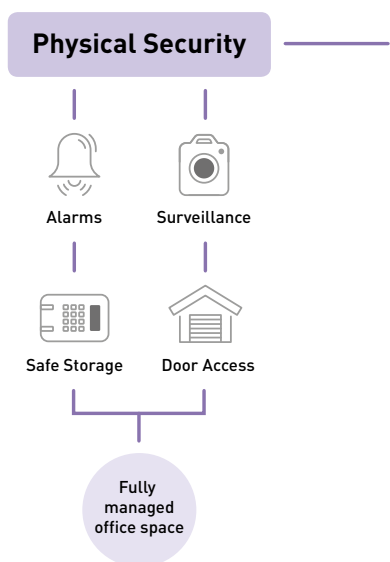 Physical Security
Alarms
Surveillance
Safe Storage
Door Access
Fully
managed
office space